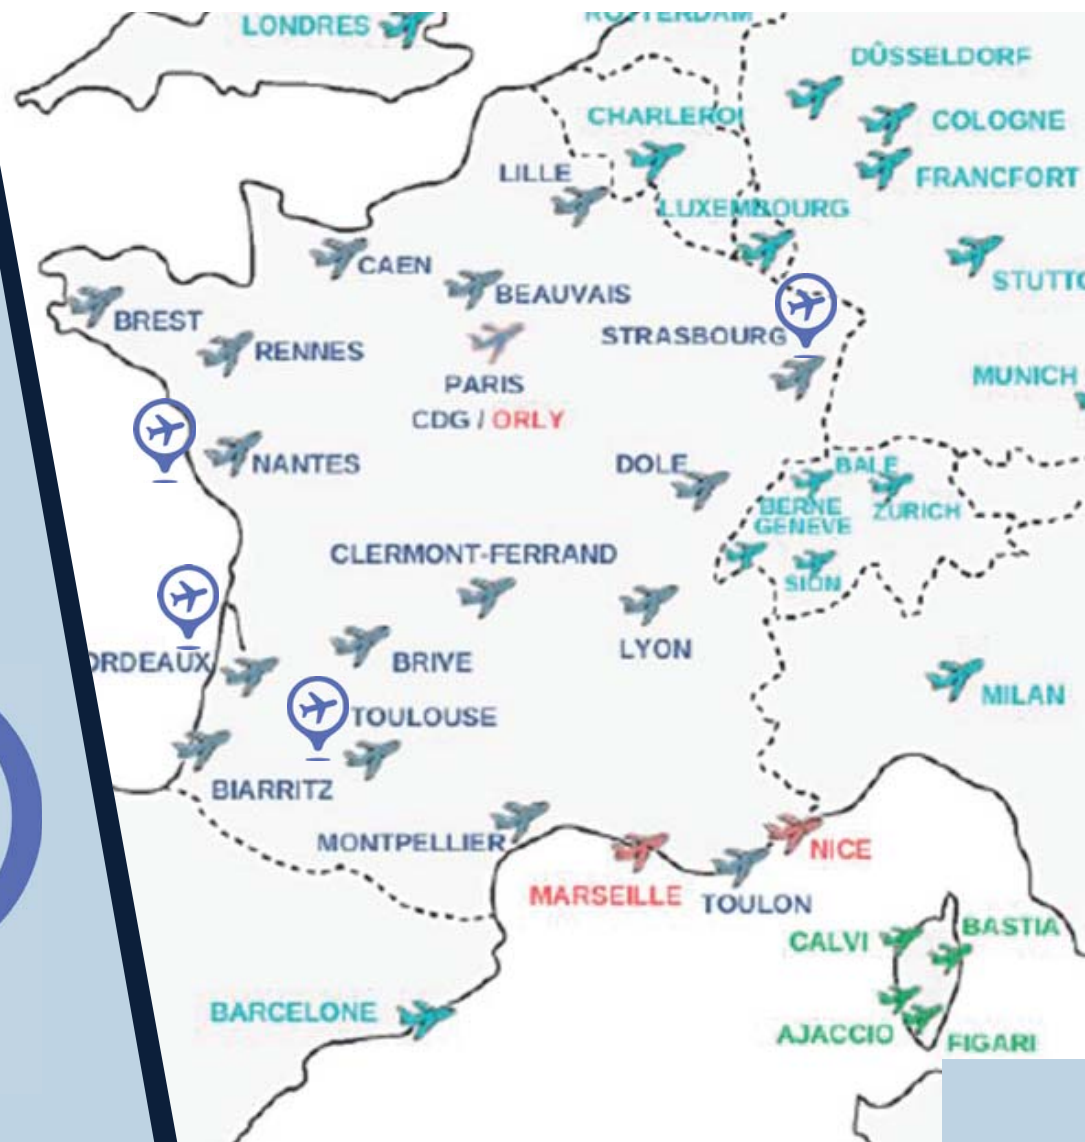 LONDRES
ROTTERDAM
DÛSSELDORF
CHARLEROI
COLOGNE
LILLE
FRANCFORT
LUXEMBOURG
CAEN
STUTTG
BEAUVAIS
BREST
STRASBOURG
RENNES
PARIS
MUNICH
CDG / ORLY
NANTES
DOLE
BALE
BERNE
ZURICH
GENEVE
CLERMONT-FERRAND
SION
LYON
BRIVE
ORDEAUX
MILAN
TOULOUSE
BIARRITZ
MONTPELLIER
NICE
MARSEILLE
TOULON
BASTIA
CALVI
BARCELONE
AJACCIO
FIGARI